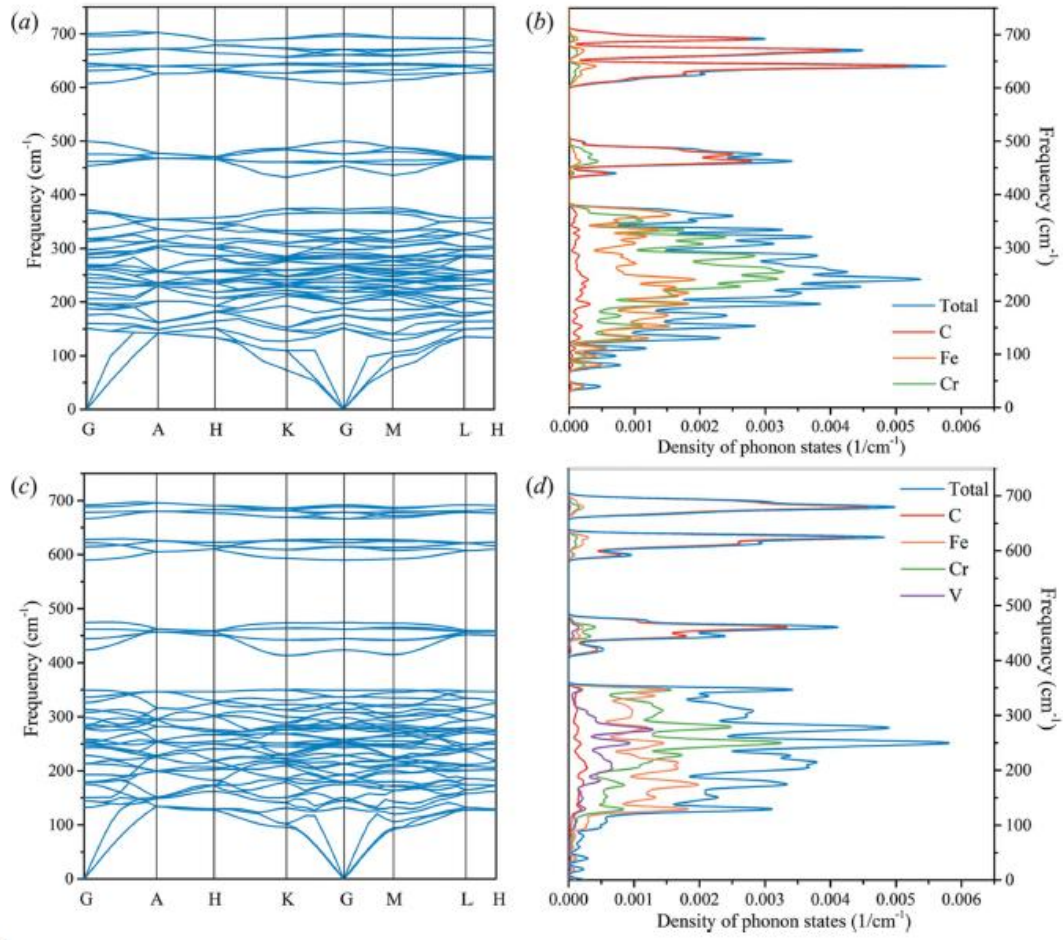 (a)
700
600
500
400
300
200
100
0
Frequency (cm-1)
G A H K G M L H
(b)
700
600
500
400
300
200
100
0
Frequency (cm-1)
Total
C
Fe
Cr
0.000 0.001 0.002 0.003 0.004 0.005 0.006
Density of phonon states (1/cm-1)
(c)
700
600
500
400
300
200
100
0
Frequency (cm-1)
G A H K G M L H
(d)
Total
C
Fe
Cr
V
700
600
500
400
300
200
100
0
Frequency (cm-1)
0.000 0.001 0.002 0.003 0.004 0.005 0.006
Density of phonon states (1/cm-1)